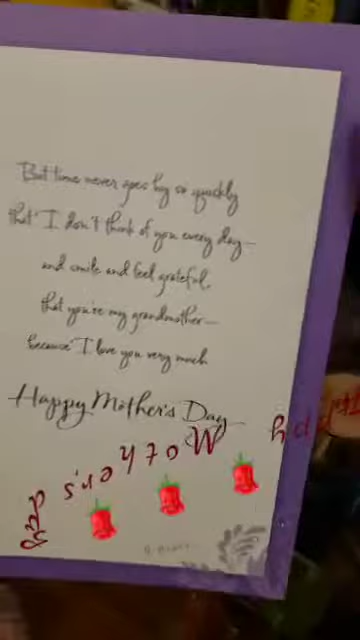 But time never goes by so quickly
that I don't think of you every day—
and smile and feel grateful,
that you're my grandmother—
because I love you very much
Happy Mother's Day
Mother's